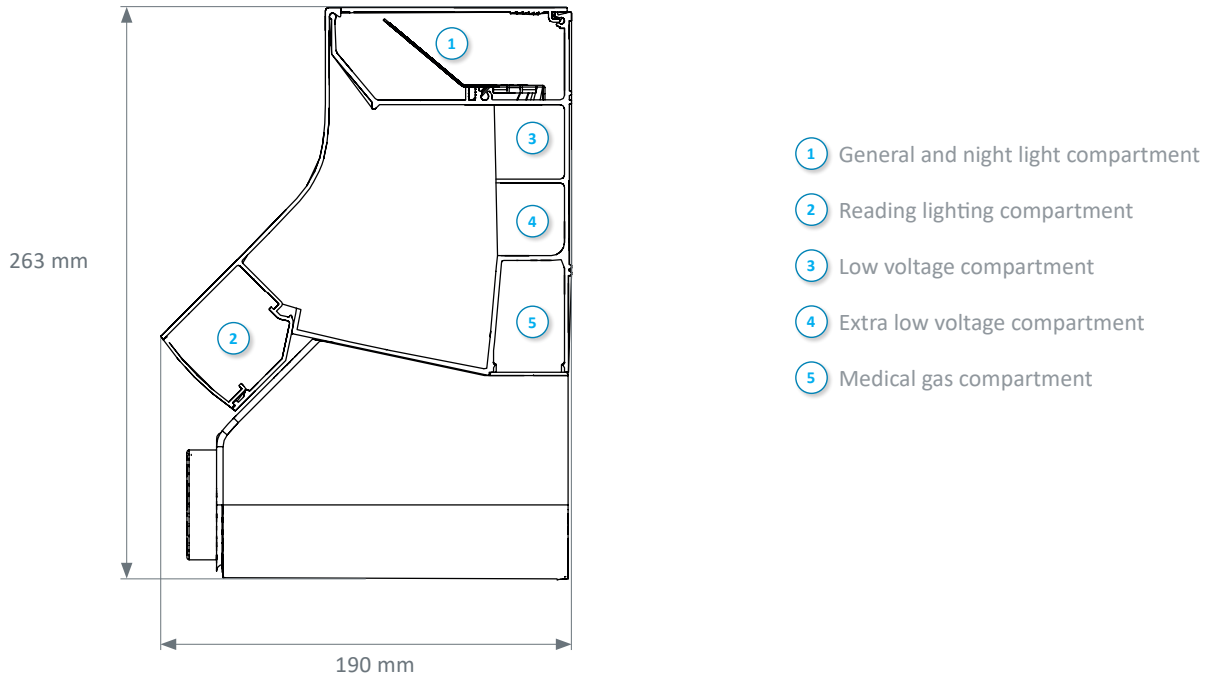 1
3
4
5
2
263 mm
190 mm
1 General and night light compartment
2 Reading lighting compartment
3 Low voltage compartment
4 Extra low voltage compartment
5 Medical gas compartment